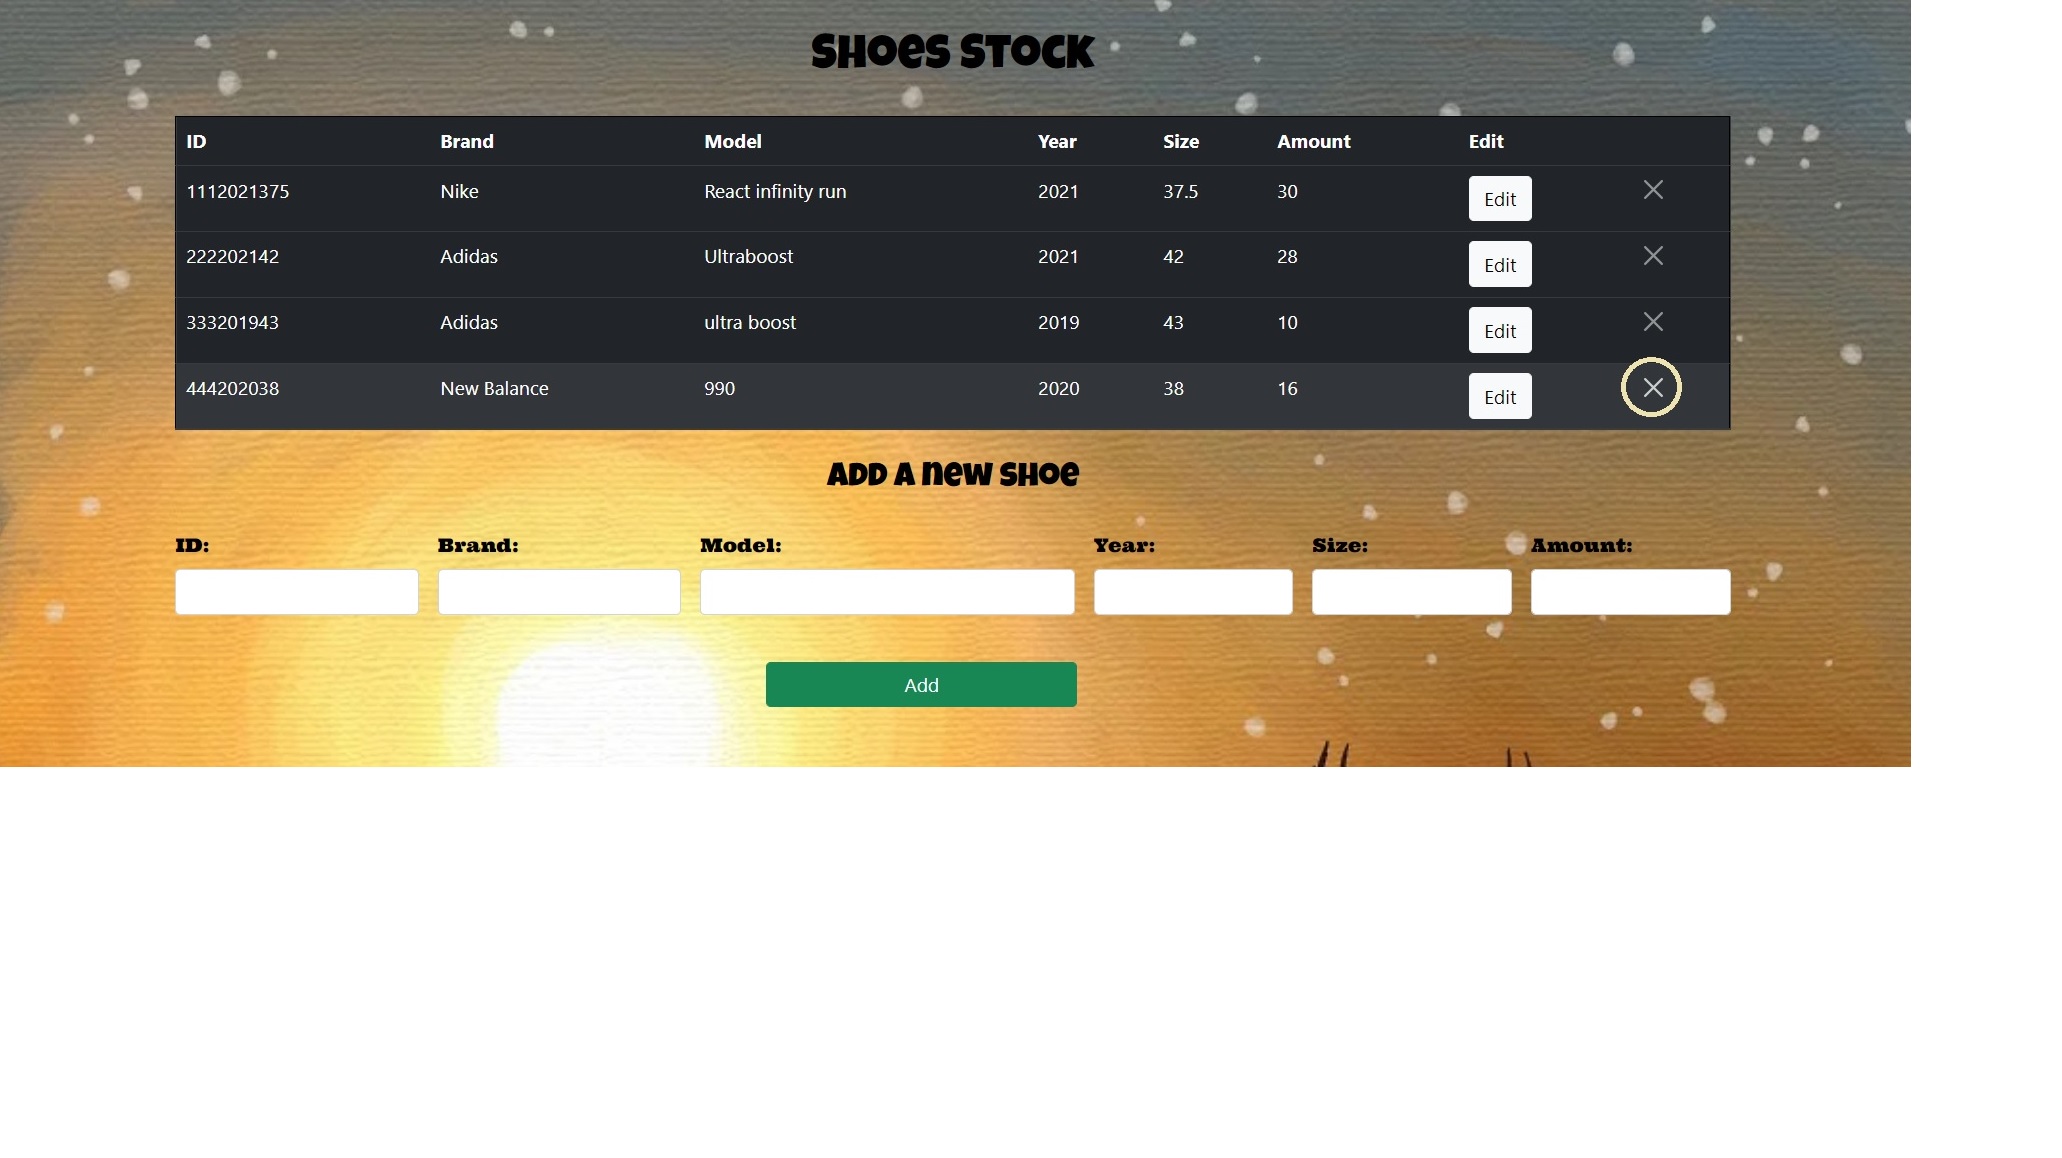 SHOES STOCK
ID Brand Model Year Size Amount Edit
1112021375 Nike React infinity run 2021 37.5 30 Edit
222202142 Adidas Ultraboost 2021 42 28 Edit
333201943 Adidas ultra boost 2019 43 10 Edit
444202038 New Balance 990 2020 38 16 Edit
ADD A NEW SHOE
ID: Brand: Model: Year: Size: Amount:
Add